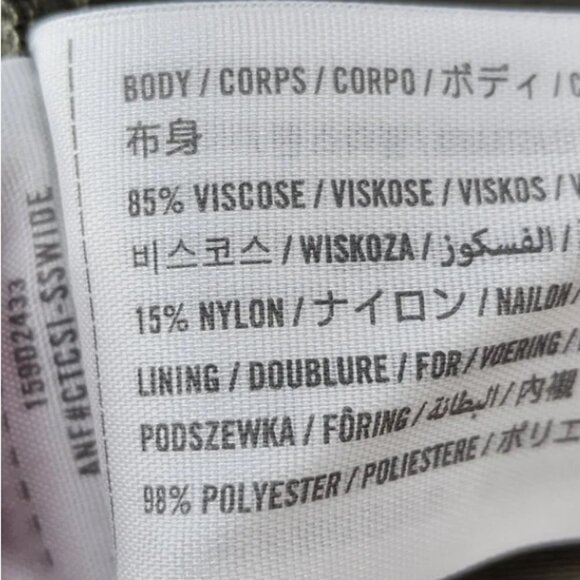 BODY / CORPS / CORPO / ボディ /
布身
85% VISCOSE / VISKOSE / VISKOS /
비스코스 / WISKOZA / الفسكوز /
15% NYLON / ナイロン / NAILON /
LINING / DOUBLURE / FOR / VOERING /
PODSZEWKA / FÔRING / البطانة / 內襯
98% POLYESTER / POLIESTERE / ポリエ
15902433
ANF#CTCSI-SSWIDE